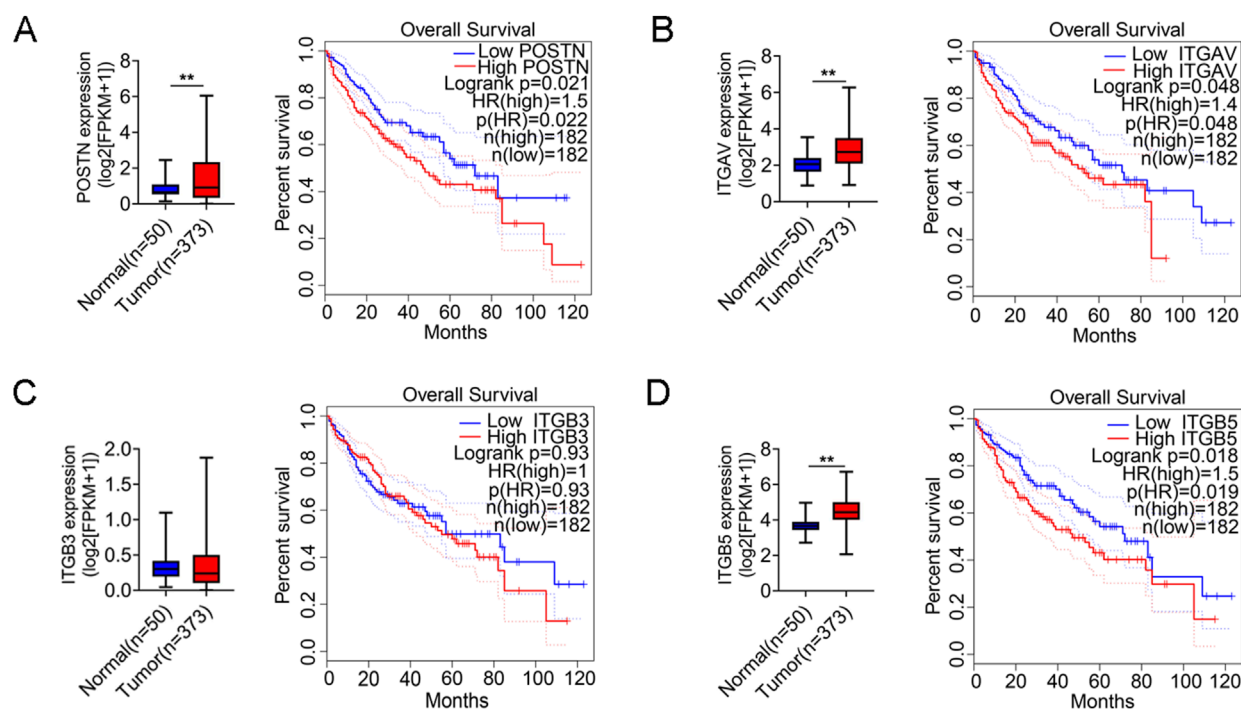 A
POSTN expression
(log2[FPKM+1])
8
6
4
2
0
**
Normal(n=50)
Tumor(n=373)
Overall Survival
Percent survival
1.0
0.8
0.6
0.4
0.2
0.0
Low POSTN
High POSTN
Logrank p=0.021
HR(high)=1.5
p(HR)=0.022
n(high)=182
n(low)=182
0 20 40 60 80 100 120
Months
B
ITGAV expression
(log2[FPKM+1])
8
6
4
2
0
**
Normal(n=50)
Tumor(n=373)
Overall Survival
Percent survival
1.0
0.8
0.6
0.4
0.2
0.0
Low ITGAV
High ITGAV
Logrank p=0.048
HR(high)=1.4
p(HR)=0.048
n(high)=182
n(low)=182
0 20 40 60 80 100 120
Months
C
ITGB3 expression
(log2[FPKM+1])
2.0
1.5
1.0
0.5
0.0
Normal(n=50)
Tumor(n=373)
Overall Survival
Percent survival
1.0
0.8
0.6
0.4
0.2
0.0
Low ITGB3
High ITGB3
Logrank p=0.93
HR(high)=1
p(HR)=0.93
n(high)=182
n(low)=182
0 20 40 60 80 100 120
Months
D
ITGB5 expression
(log2[FPKM+1])
8
6
4
2
0
**
Normal(n=50)
Tumor(n=373)
Overall Survival
Percent survival
1.0
0.8
0.6
0.4
0.2
0.0
Low ITGB5
High ITGB5
Logrank p=0.018
HR(high)=1.5
p(HR)=0.019
n(high)=182
n(low)=182
0 20 40 60 80 100 120
Months